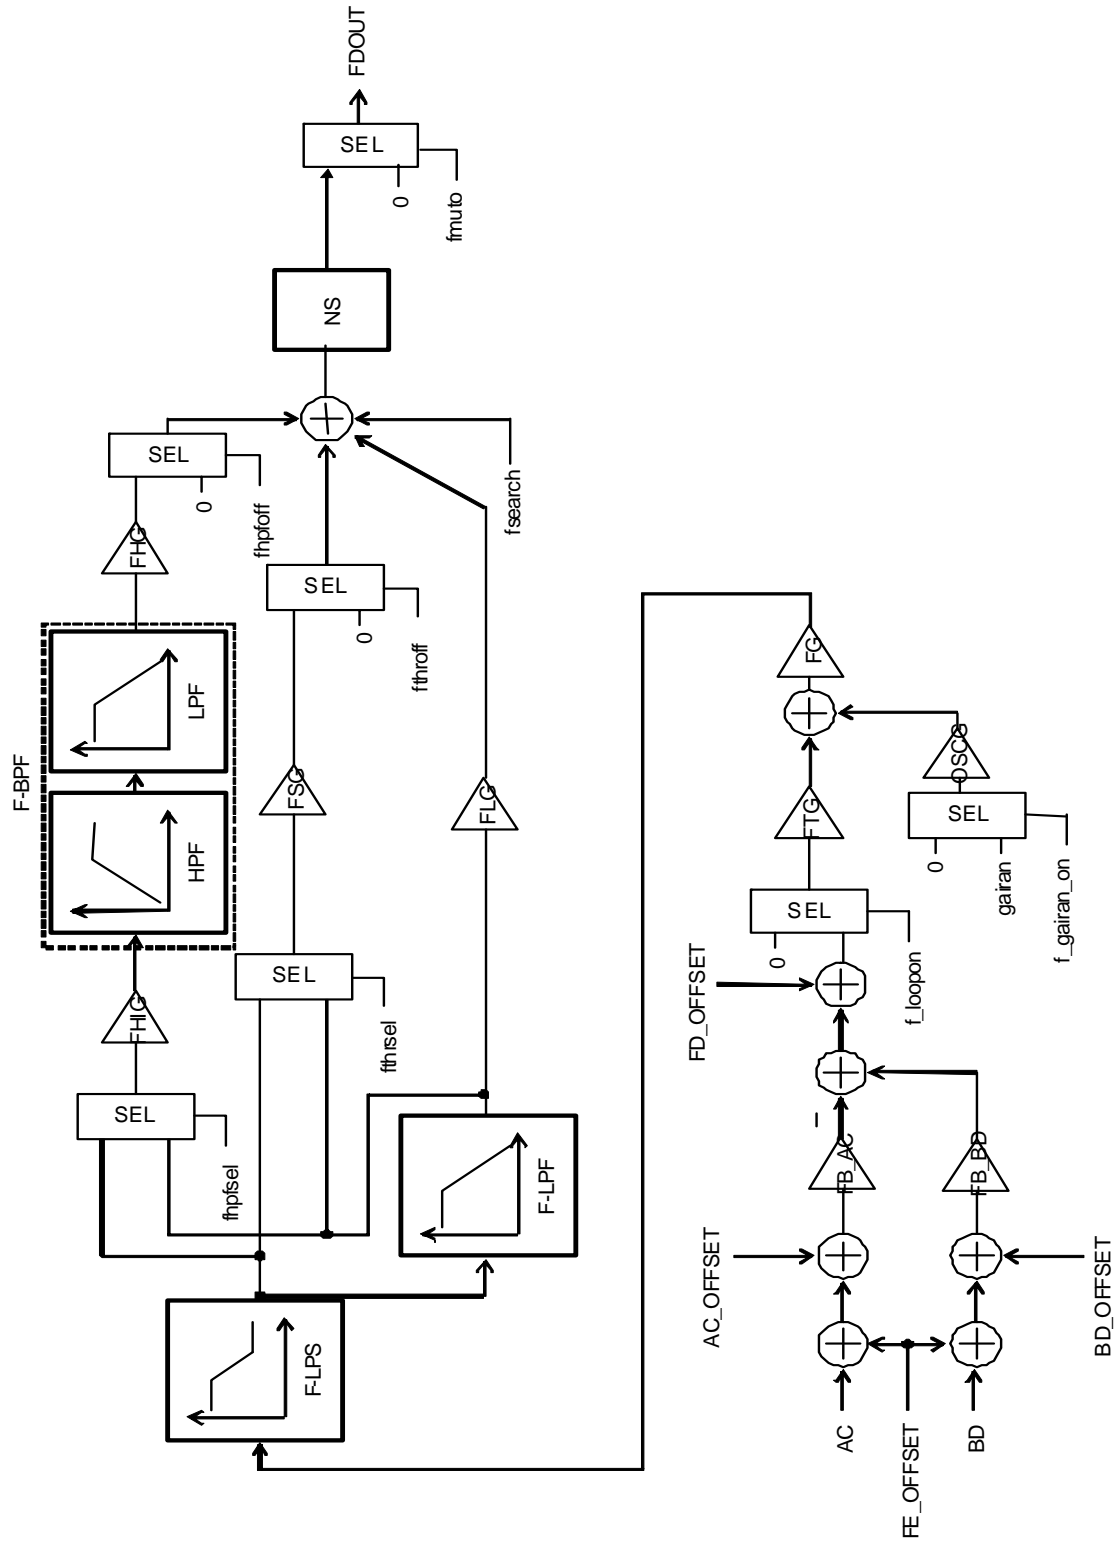 F-BPF
HPF
LPF
SEL
fhpfsel
FHIG
FHG
SEL
0
fhpfoff
SEL
fthrsel
FSG
SEL
0
fthroff
F-LPS
F-LPF
FLG
fsearch
NS
SEL
0
fmuto
FDOUT
AC
FE_OFFSET
BD
AC_OFFSET
BD_OFFSET
FB_AC
FB_BD
–
FD_OFFSET
0
SEL
f_loopon
FTG
0
gairan
SEL
f_gairan_on
OSCG
FG